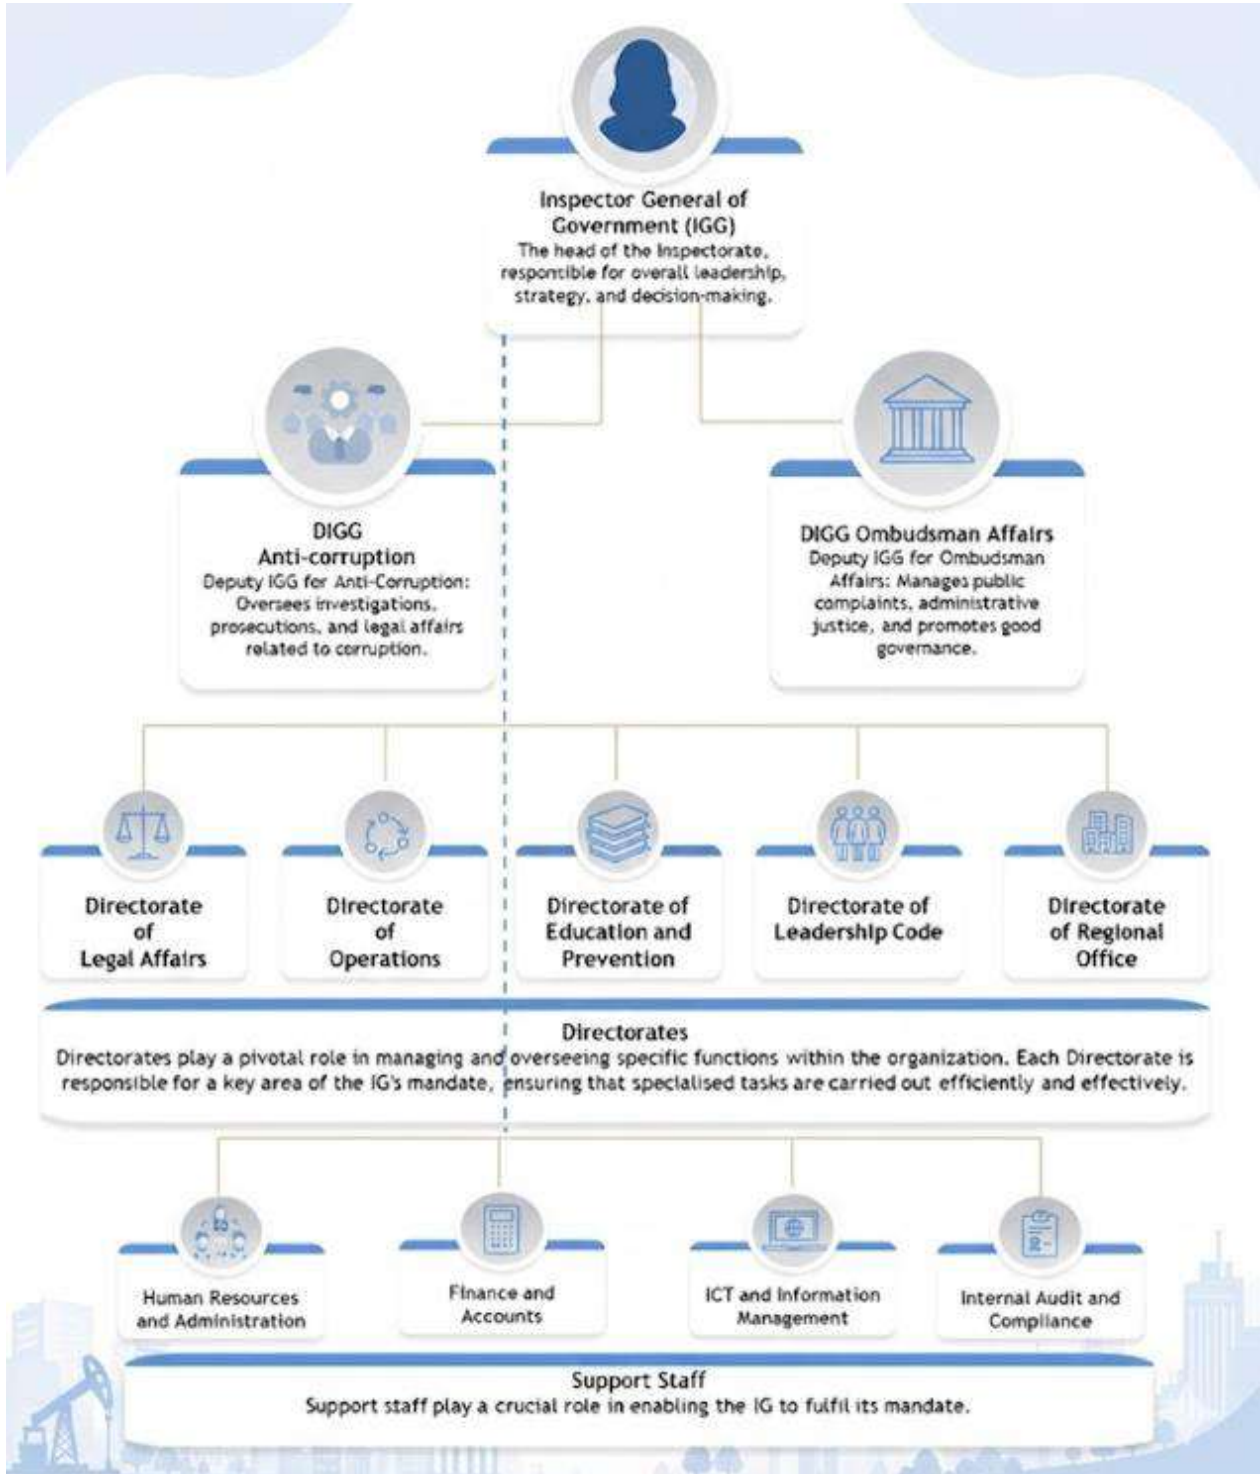 Inspector General of
Government (IGG)
The head of the Inspectorate,
responsible for overall leadership,
strategy, and decision-making.
DIGG
Anti-corruption
Deputy IGG for Anti-Corruption:
Oversees investigations,
prosecutions, and legal affairs
related to corruption.
DIGG Ombudsman Affairs
Deputy IGG for Ombudsman
Affairs: Manages public
complaints, administrative
justice, and promotes good
governance.
Directorate
of
Legal Affairs
Directorate
of
Operations
Directorate of
Education and
Prevention
Directorate of
Leadership Code
Directorate
of Regional
Office
Directorates
Directorates play a pivotal role in managing and overseeing specific functions within the organization. Each Directorate is
responsible for a key area of the IG's mandate, ensuring that specialised tasks are carried out efficiently and effectively.
Human Resources
and Administration
Finance and
Accounts
ICT and Information
Management
Internal Audit and
Compliance
Support Staff
Support staff play a crucial role in enabling the IG to fulfil its mandate.